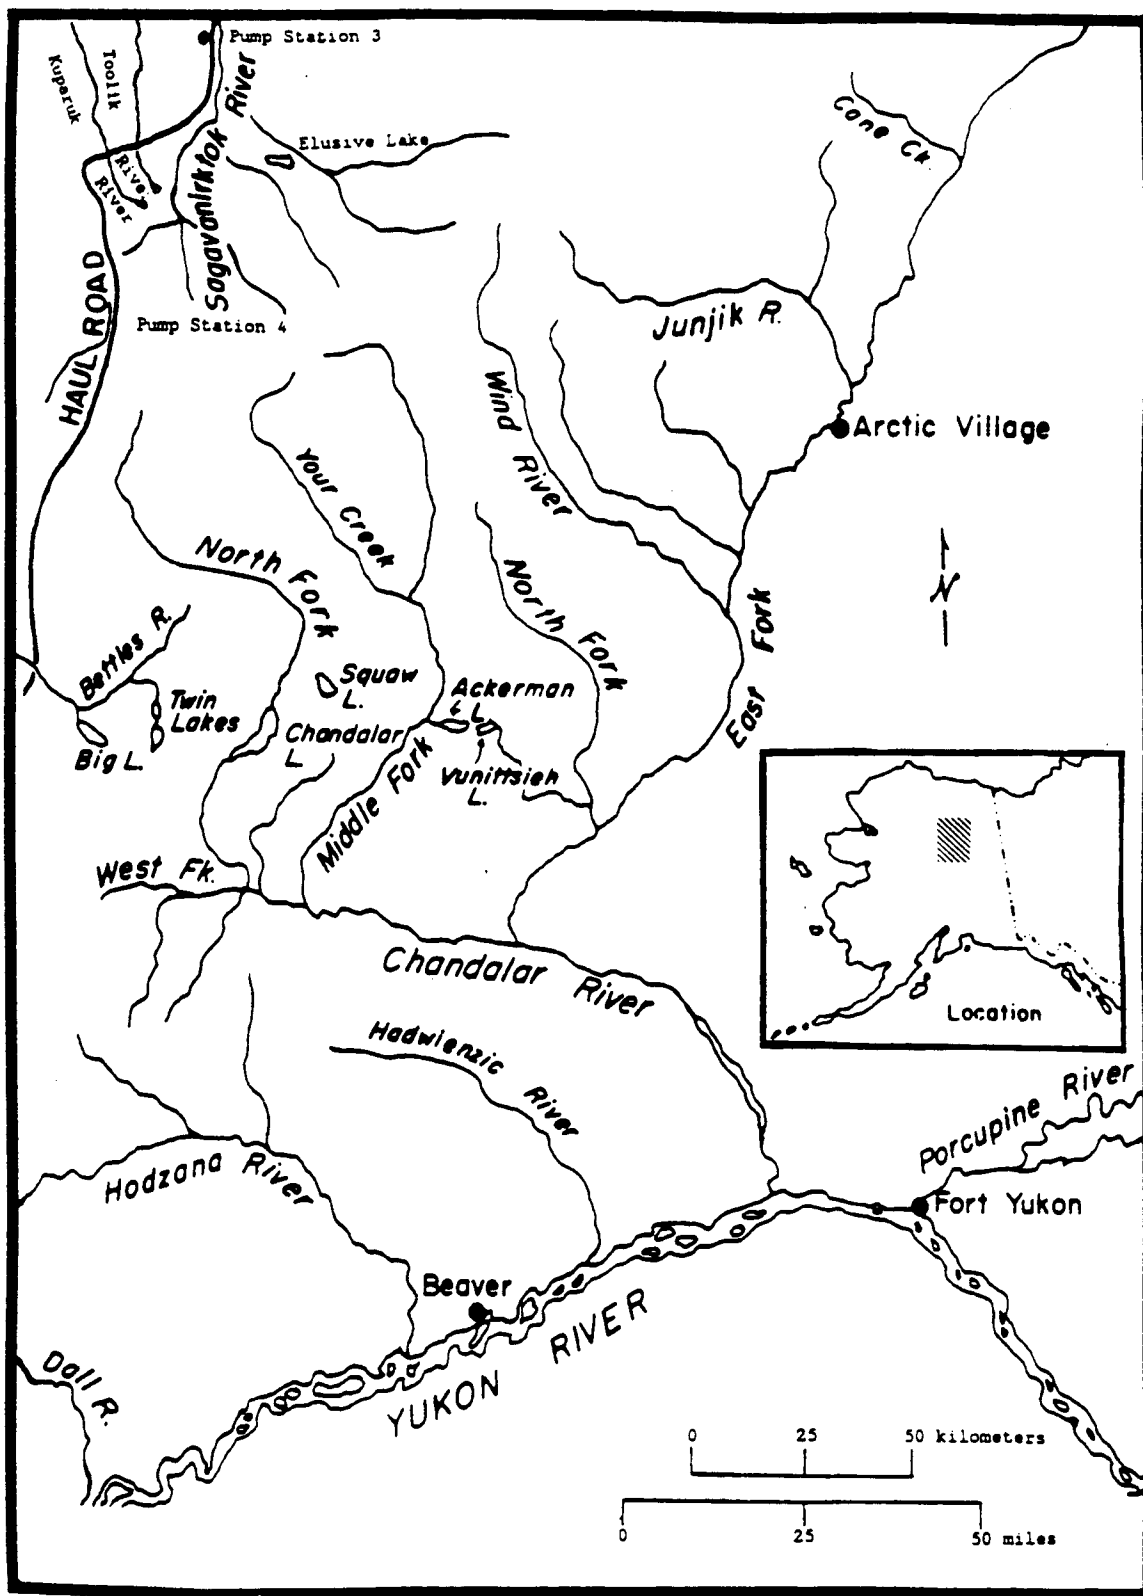 Pump Station 3
Kuparuk
River
Toolik
River
Sagavanirktok River
Elusive Lake
Cane Ck.
HAUL ROAD
Pump Station 4
Junjik R.
Wind River
Arctic Village
Your Creek
North Fork
North Fork
N
East Fork
Bettles R.
Squaw
L.
Ackerman
L.
Twin
Lakes
Chandalar
L.
Big L.
Vunittsieh
L.
Middle Fork
West Fk.
Chandalar River
Location
Hadwienzic River
Porcupine River
Hodzana River
Fort Yukon
Beaver
YUKON RIVER
Dall R.
0 25 50 kilometers
0 25 50 miles